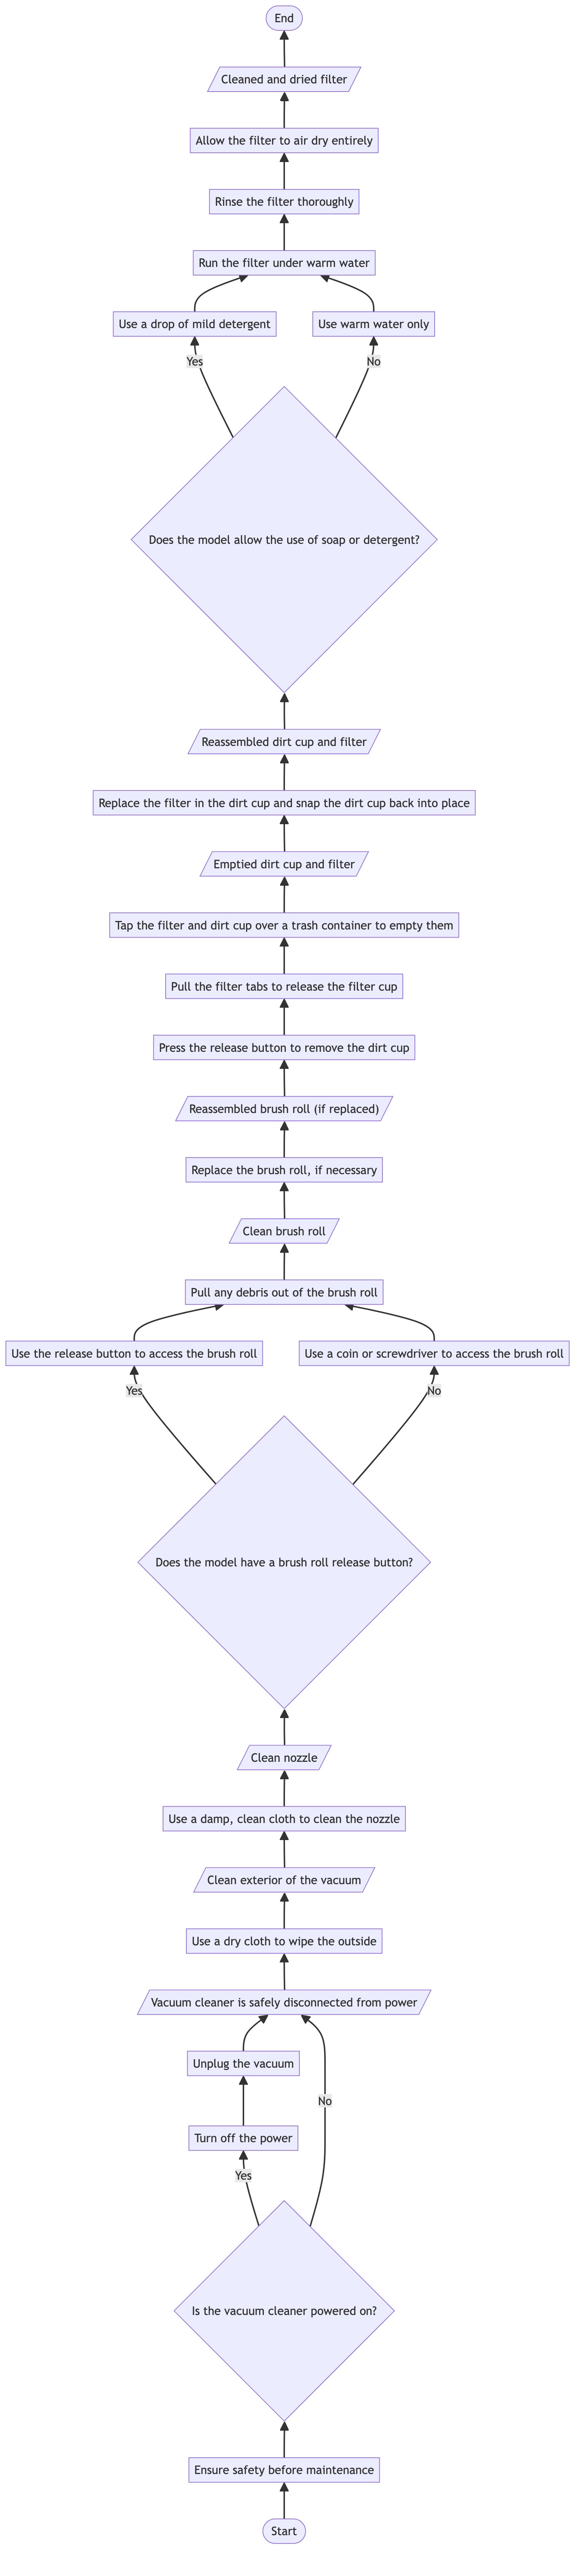 End
Cleaned and dried filter
Allow the filter to air dry entirely
Rinse the filter thoroughly
Run the filter under warm water
Use a drop of mild detergent
Use warm water only
Yes
No
Does the model allow the use of soap or detergent?
Reassembled dirt cup and filter
Replace the filter in the dirt cup and snap the dirt cup back into place
Emptied dirt cup and filter
Tap the filter and dirt cup over a trash container to empty them
Pull the filter tabs to release the filter cup
Press the release button to remove the dirt cup
Reassembled brush roll (if replaced)
Replace the brush roll, if necessary
Clean brush roll
Pull any debris out of the brush roll
Use the release button to access the brush roll
Use a coin or screwdriver to access the brush roll
Yes
No
Does the model have a brush roll release button?
Clean nozzle
Use a damp, clean cloth to clean the nozzle
Clean exterior of the vacuum
Use a dry cloth to wipe the outside
Vacuum cleaner is safely disconnected from power
Unplug the vacuum
No
Turn off the power
Yes
Is the vacuum cleaner powered on?
Ensure safety before maintenance
Start